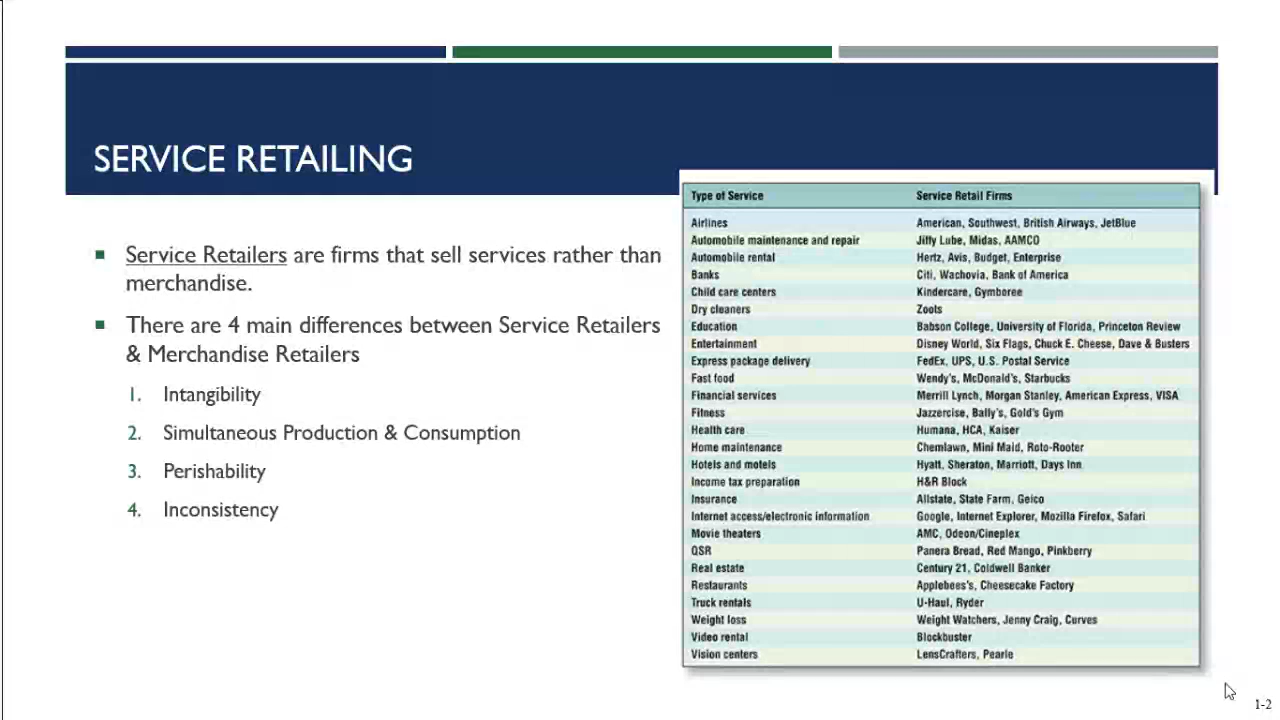 SERVICE RETAILING
Service Retailers are firms that sell services rather than
merchandise.
There are 4 main differences between Service Retailers
& Merchandise Retailers
1. Intangibility
2. Simultaneous Production & Consumption
3. Perishability
4. Inconsistency
Type of Service Service Retail Firms
Airlines American, Southwest, British Airways, JetBlue
Automobile maintenance and repair Jiffy Lube, Midas, AAMCO
Automobile rental Hertz, Avis, Budget, Enterprise
Banks Citi, Wachovia, Bank of America
Child care centers Kindercare, Gymboree
Dry cleaners Zoots
Education Babson College, University of Florida, Princeton Review
Entertainment Disney World, Six Flags, Chuck E. Cheese, Dave & Busters
Express package delivery FedEx, UPS, U.S. Postal Service
Fast food Wendy's, McDonald's, Starbucks
Financial services Merrill Lynch, Morgan Stanley, American Express, VISA
Fitness Jazzercise, Bally's, Gold's Gym
Health care Humana, HCA, Kaiser
Home maintenance Chemlawn, Mini Maid, Roto-Rooter
Hotels and motels Hyatt, Sheraton, Marriott, Days Inn
Income tax preparation H&R Block
Insurance Allstate, State Farm, Geico
Internet access/electronic information Google, Internet Explorer, Mozilla Firefox, Safari
Movie theaters AMC, Odeon/Cineplex
QSR Panera Bread, Red Mango, Pinkberry
Real estate Century 21, Coldwell Banker
Restaurants Applebees's, Cheesecake Factory
Truck rentals U-Haul, Ryder
Weight loss Weight Watchers, Jenny Craig, Curves
Video rental Blockbuster
Vision centers LensCrafters, Pearle
1-2